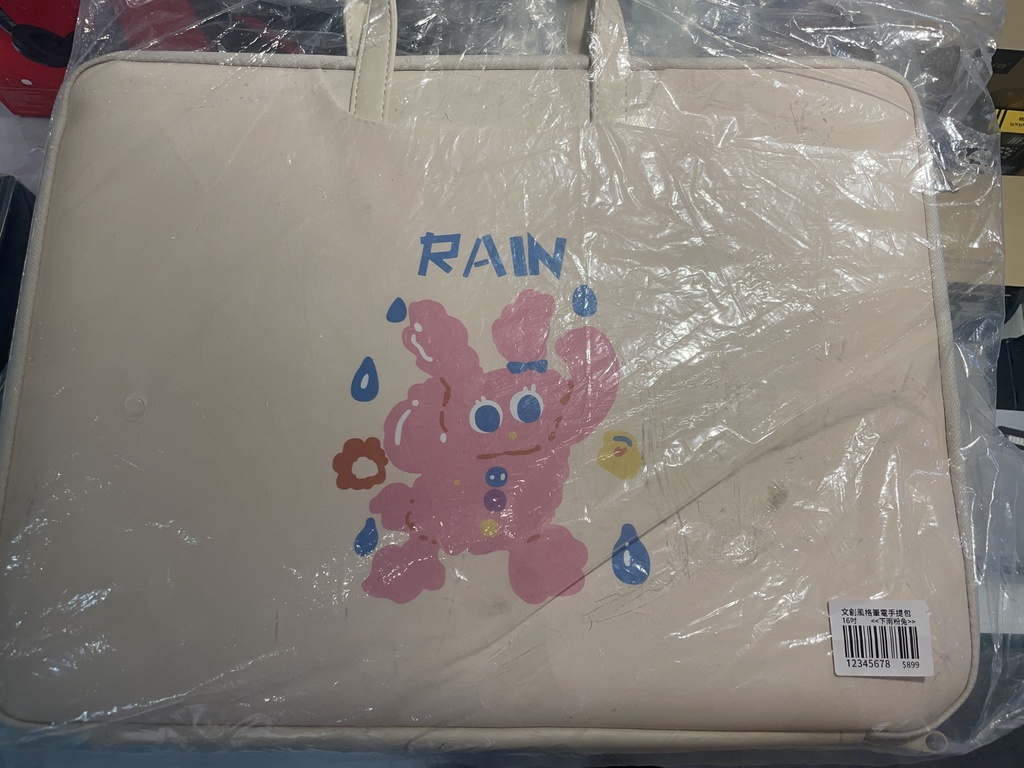 RAIN
文創風格筆電手提包
16吋 <<下雨粉兔>>
12345678 $899